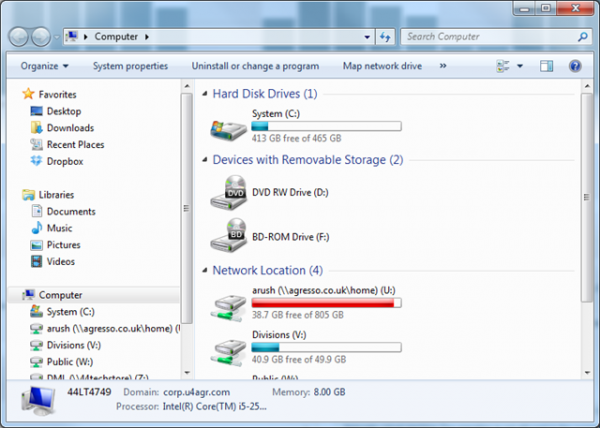 Computer
Search Computer
Organize
System properties
Uninstall or change a program
Map network drive
»
Favorites
Desktop
Downloads
Recent Places
Dropbox
Libraries
Documents
Music
Pictures
Videos
Computer
System (C:)
arush (\\agresso.co.uk\home) (
Divisions (V:)
Public (W:)
DML (\\44techstore) (Z:)
Hard Disk Drives (1)
System (C:)
413 GB free of 465 GB
Devices with Removable Storage (2)
DVD
DVD RW Drive (D:)
BD
BD-ROM Drive (F:)
Network Location (4)
arush (\\agresso.co.uk\home) (U:)
38.7 GB free of 805 GB
Divisions (V:)
40.9 GB free of 49.9 GB
Public (W:)
44LT4749
Domain: corp.u4agr.com
Memory: 8.00 GB
Processor: Intel(R) Core(TM) i5-25...